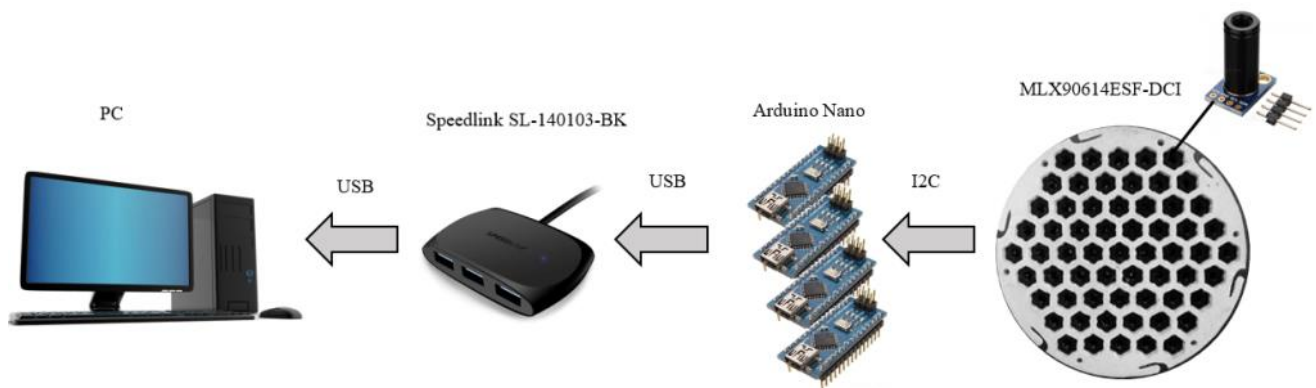 PC
Speedlink SL-140103-BK
Arduino Nano
MLX90614ESF-DCI
USB
USB
I2C